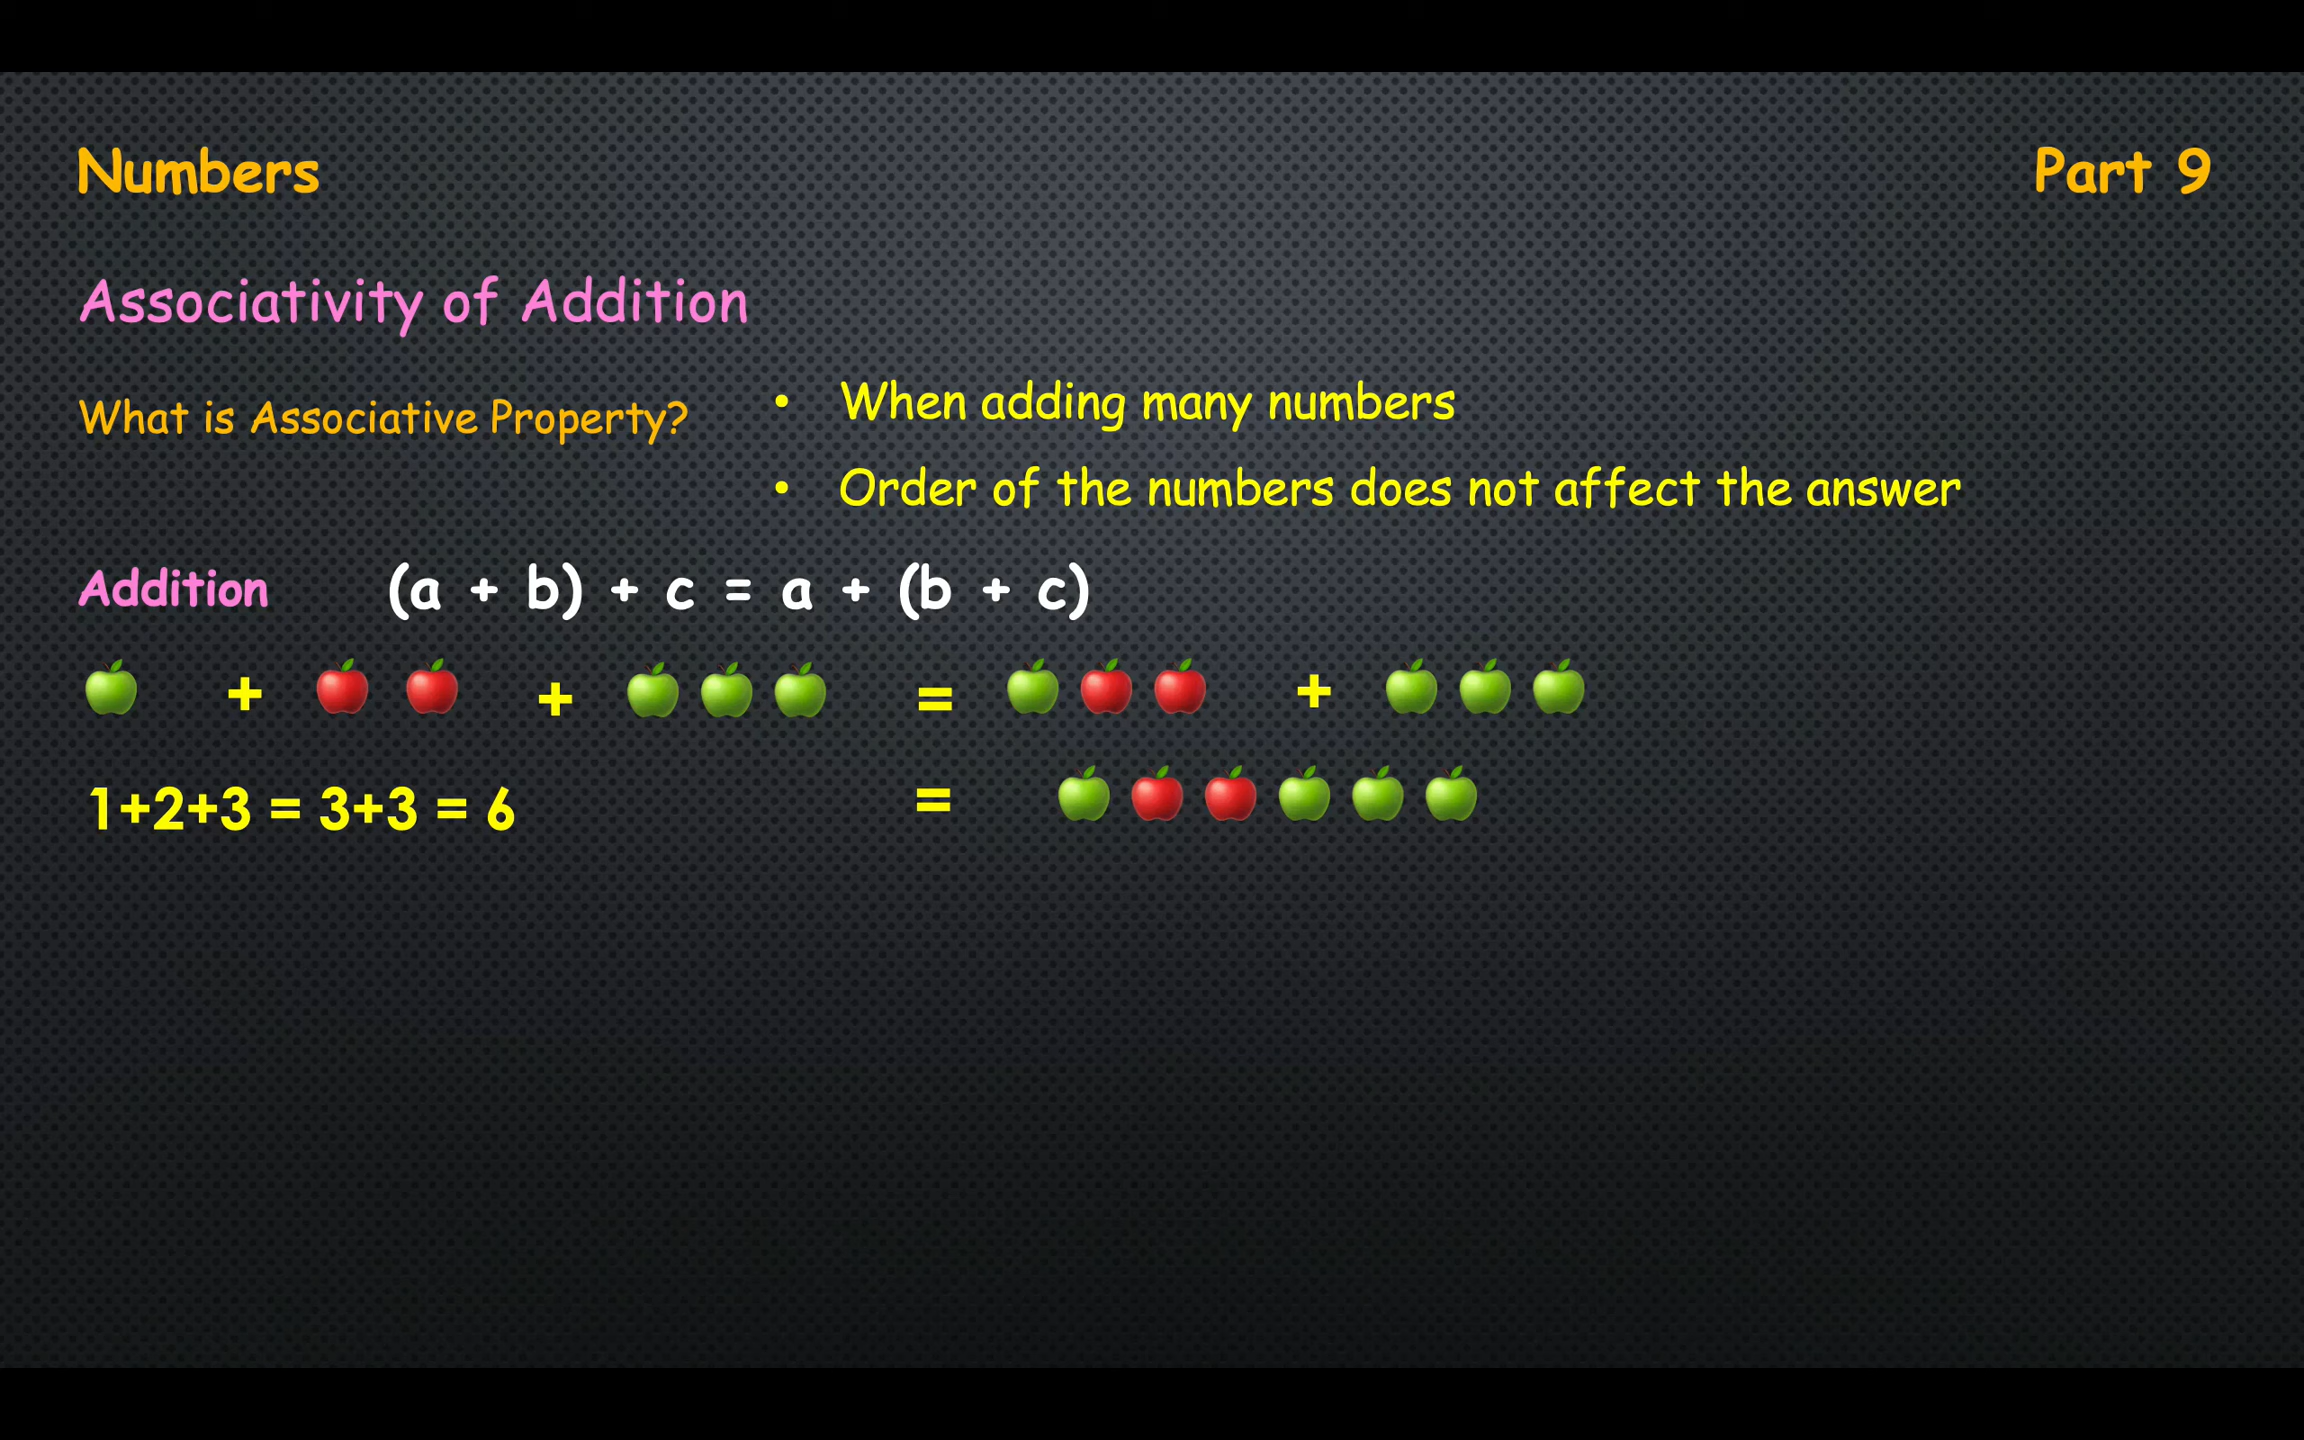 Numbers
Part 9
Associativity of Addition
What is Associative Property?
• When adding many numbers
• Order of the numbers does not affect the answer
Addition (a + b) + c = a + (b + c)
+ + = +
1+2+3 = 3+3 = 6 =